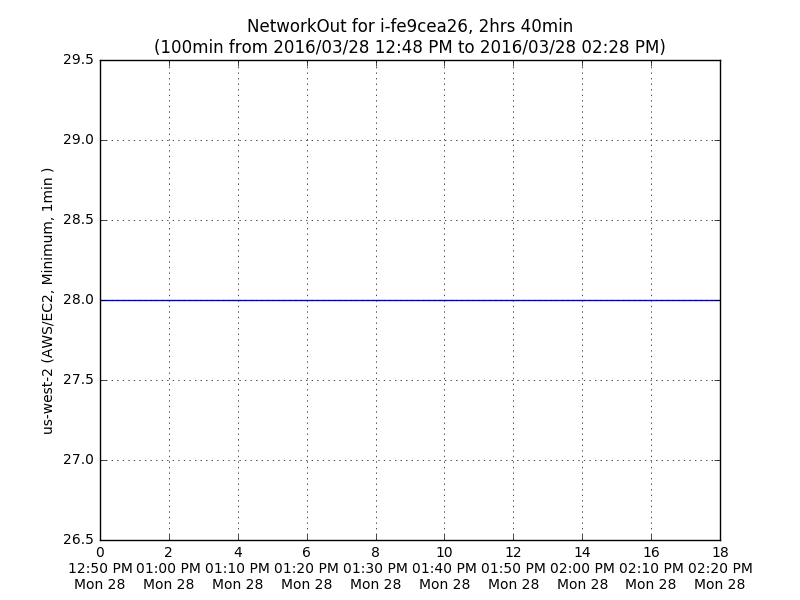 NetworkOut for i-fe9cea26, 2hrs 40min
(100min from 2016/03/28 12:48 PM to 2016/03/28 02:28 PM)
us-west-2 (AWS/EC2, Minimum, 1min )
29.5
29.0
28.5
28.0
27.5
27.0
26.5
0 2 4 6 8 10 12 14 16 18
12:50 PM 01:00 PM 01:10 PM 01:20 PM 01:30 PM 01:40 PM 01:50 PM 02:00 PM 02:10 PM 02:20 PM
Mon 28 Mon 28 Mon 28 Mon 28 Mon 28 Mon 28 Mon 28 Mon 28 Mon 28 Mon 28